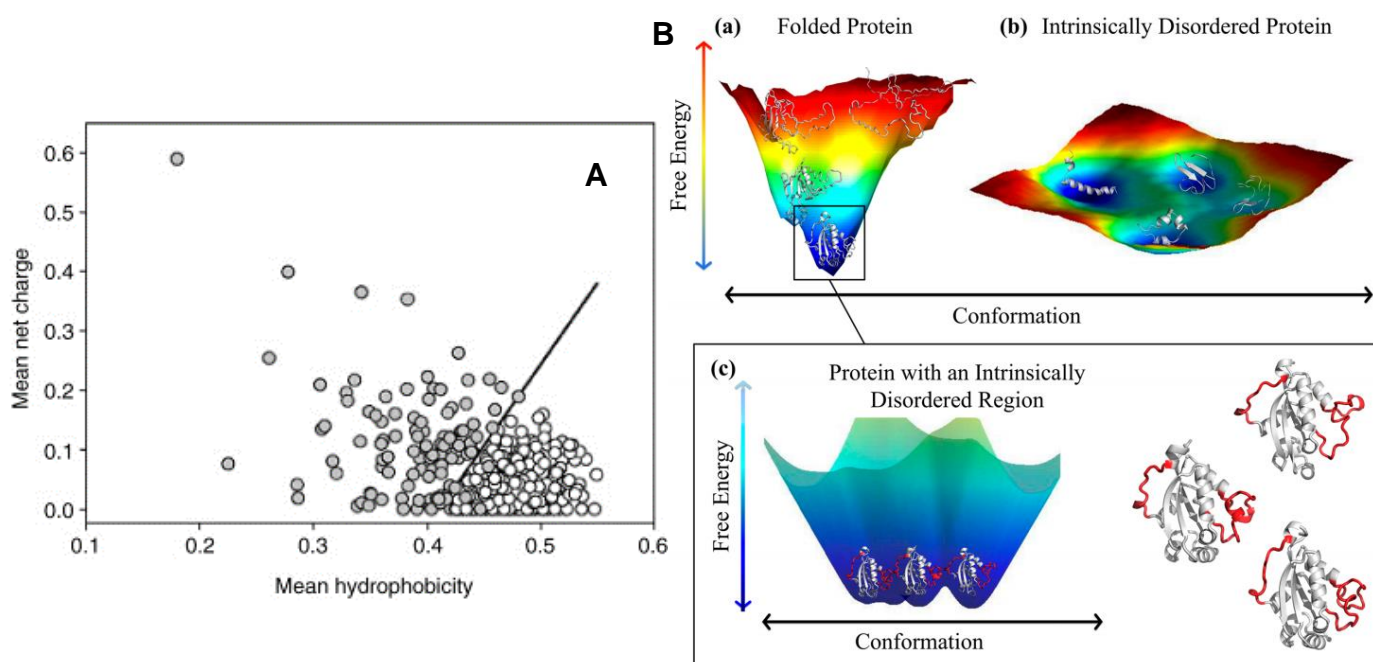 A
Mean net charge
0.6
0.5
0.4
0.3
0.2
0.1
0.0
0.1 0.2 0.3 0.4 0.5 0.6
Mean hydrophobicity
B
(a) Folded Protein
(b) Intrinsically Disordered Protein
Free Energy
Conformation
(c) Protein with an Intrinsically
Disordered Region
Free Energy
Conformation